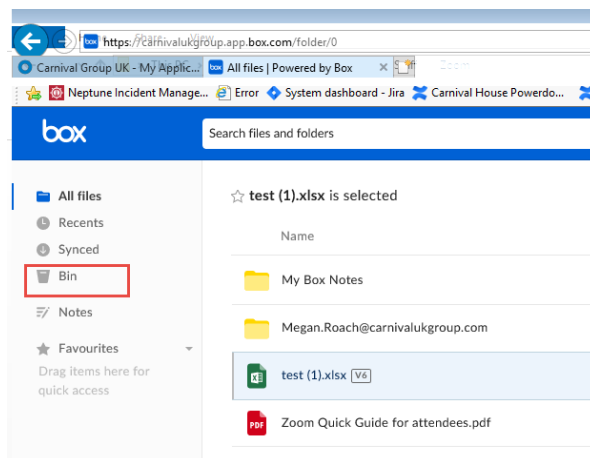 https://carnivalukgroup.app.box.com/folder/0
Carnival Group UK - My Applic...
All files | Powered by Box
Zoom
Neptune Incident Manage...
Error
System dashboard - Jira
Carnival House Powerdo...
box
Search files and folders
All files
test (1).xlsx is selected
Recents
Name
Synced
Bin
My Box Notes
Notes
Megan.Roach@carnivalukgroup.com
Favourites
Drag items here for
quick access
test (1).xlsx V6
PDF
Zoom Quick Guide for attendees.pdf